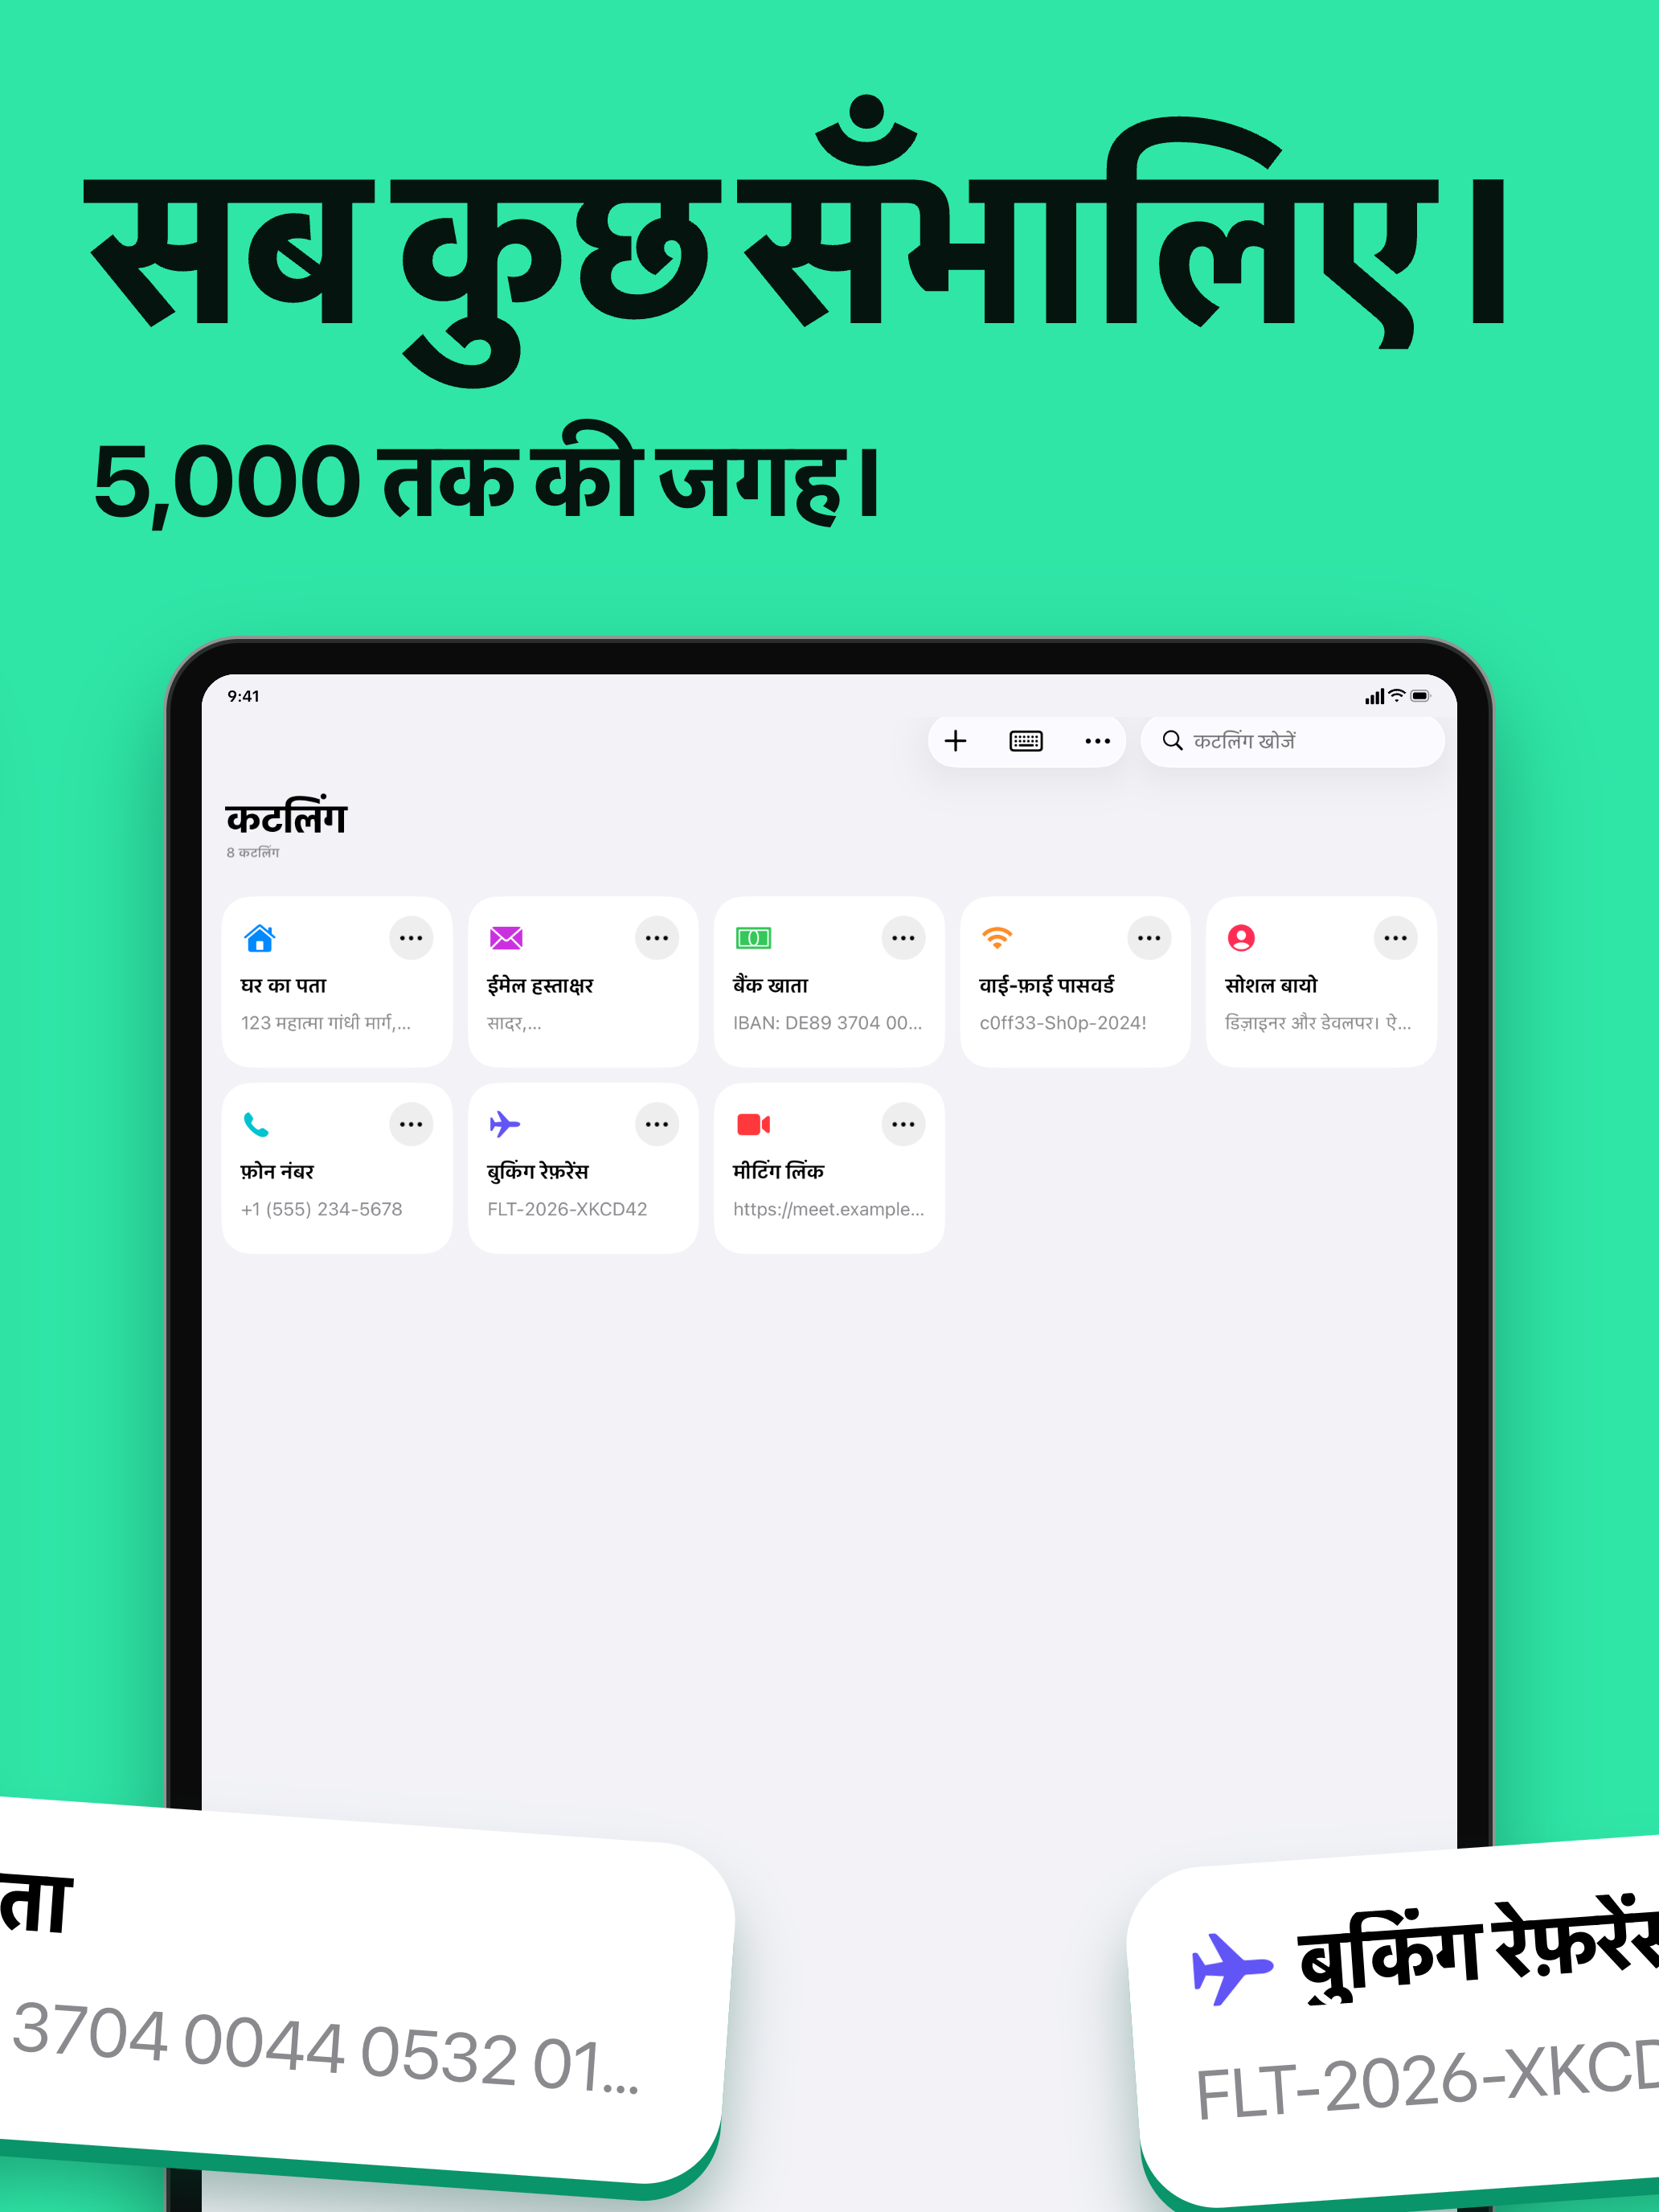 सब कुछ सँभालिए।
5,000 तक की जगह।
9:41
कटलिंग खोजें
कटलिंग
8 कटलिंग
घर का पता
123 महात्मा गांधी मार्ग,...
ईमेल हस्ताक्षर
सादर,...
बैंक खाता
IBAN: DE89 3704 00...
वाई-फ़ाई पासवर्ड
c0ff33-Sh0p-2024!
सोशल बायो
डिज़ाइनर और डेवलपर। ऐ...
फ़ोन नंबर
+1 (555) 234-5678
बुकिंग रेफ़रेंस
FLT-2026-XKCD42
मीटिंग लिंक
https://meet.example...
ता
3704 0044 0532 01...
बुकिंग रेफ़रेंस
FLT-2026-XKCD